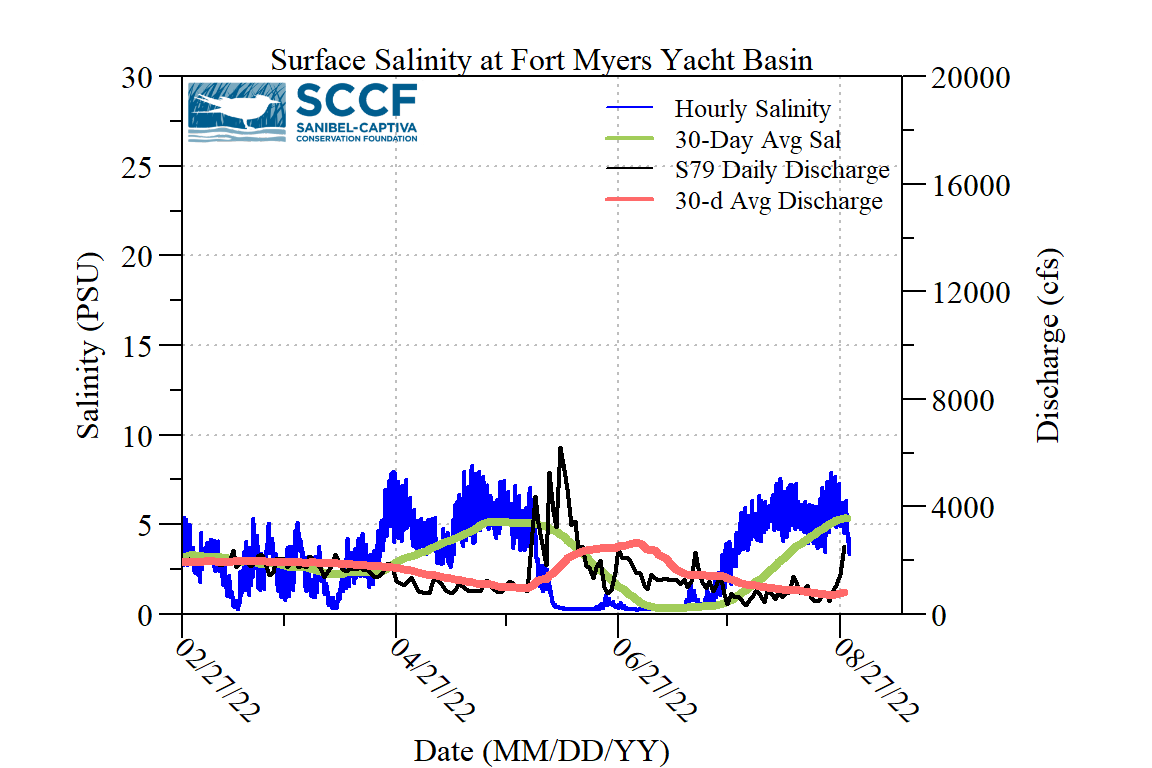 Surface Salinity at Fort Myers Yacht Basin
SCCF
SANIBEL-CAPTIVA
CONSERVATION FOUNDATION
Hourly Salinity
30-Day Avg Sal
S79 Daily Discharge
30-d Avg Discharge
30
25
20
15
10
5
0
Salinity (PSU)
20000
16000
12000
8000
4000
0
Discharge (cfs)
02/27/22
04/27/22
06/27/22
08/27/22
Date (MM/DD/YY)